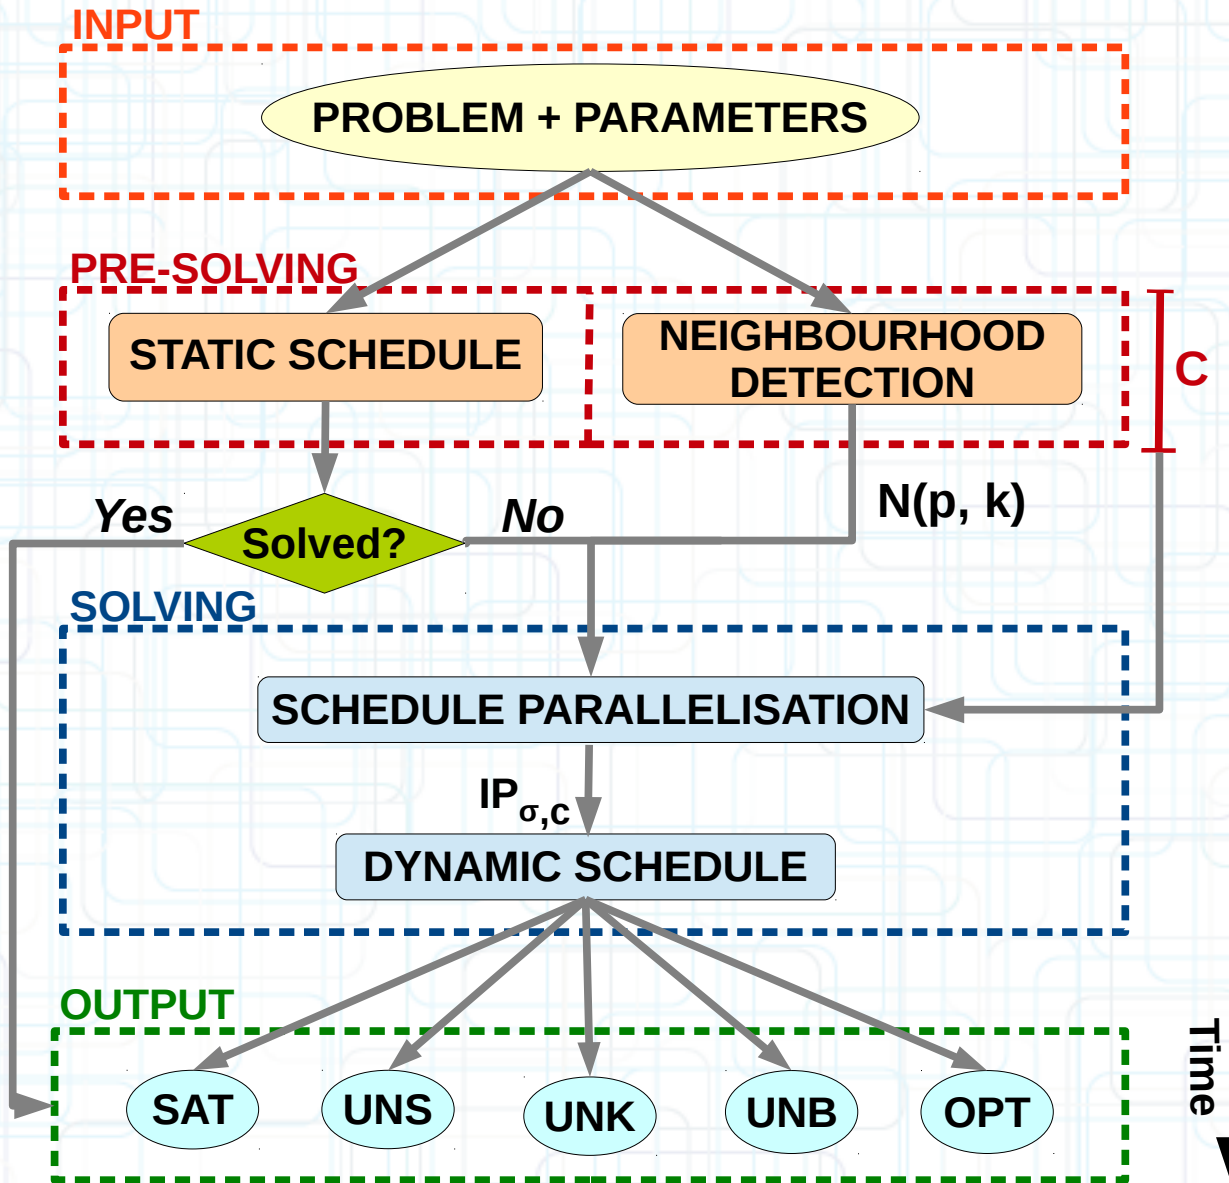 INPUT
PROBLEM + PARAMETERS
PRE-SOLVING
STATIC SCHEDULE
NEIGHBOURHOOD
DETECTION
C
Yes
Solved?
No
N(p, k)
SOLVING
SCHEDULE PARALLELISATION
IPσ,c
DYNAMIC SCHEDULE
OUTPUT
SAT
UNS
UNK
UNB
OPT
Time